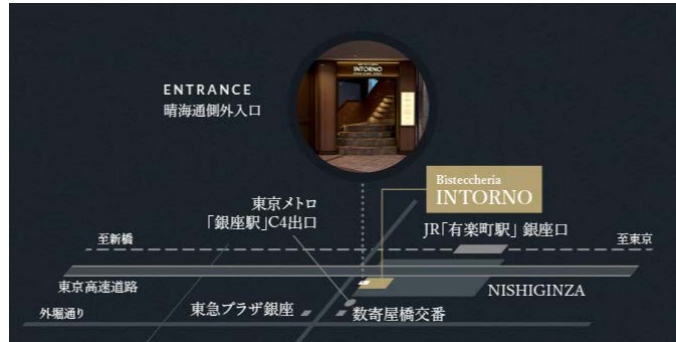 INTORNO
ENTRANCE
晴海通側外入口
Bisteccheria
INTORNO
東京メトロ
「銀座駅」C4出口
JR「有楽町駅」 銀座口
至新橋
至東京
東京高速道路
NISHIGINZA
外堀通り
東急プラザ銀座
数寄屋橋交番